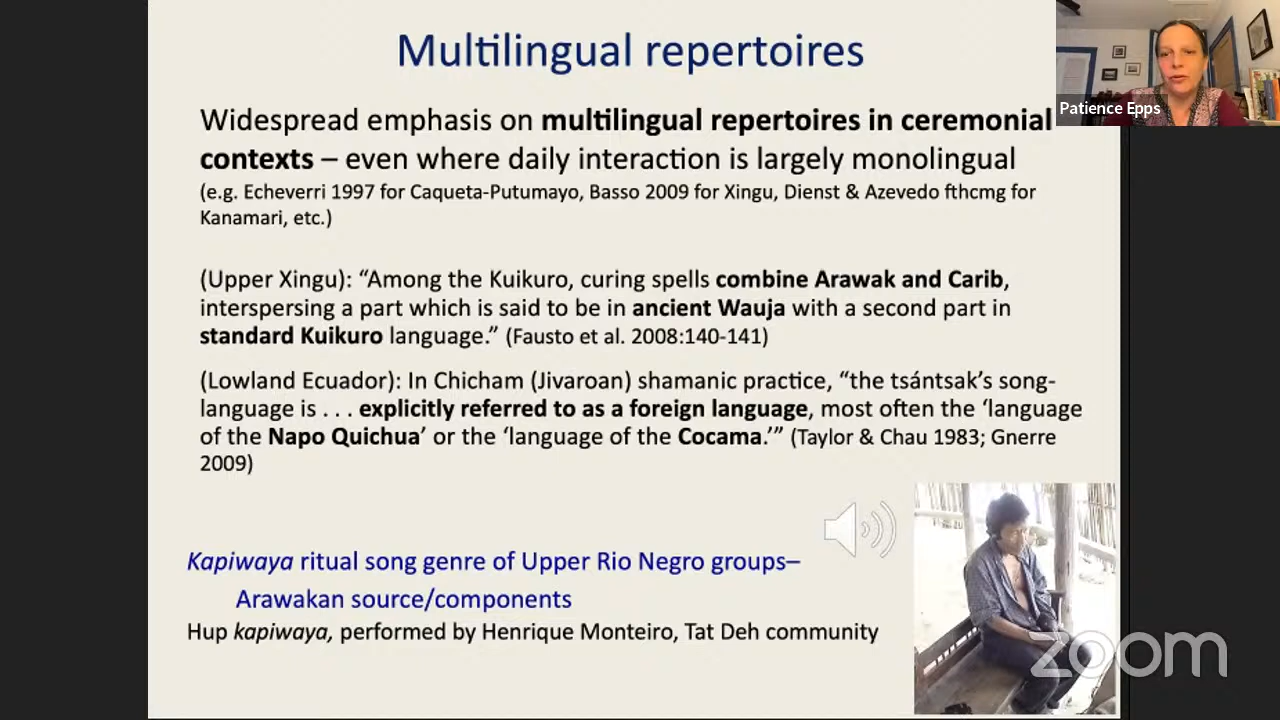 Multilingual repertoires
Patience Epps
Widespread emphasis on multilingual repertoires in ceremonial
contexts – even where daily interaction is largely monolingual
(e.g. Echeverri 1997 for Caqueta-Putumayo, Basso 2009 for Xingu, Dienst & Azevedo fthcmg for
Kanamari, etc.)
(Upper Xingu): “Among the Kuikuro, curing spells combine Arawak and Carib,
interspersing a part which is said to be in ancient Wauja with a second part in
standard Kuikuro language.” (Fausto et al. 2008:140-141)
(Lowland Ecuador): In Chicham (Jivaroan) shamanic practice, “the tsántsak’s song-
language is . . . explicitly referred to as a foreign language, most often the ‘language
of the Napo Quichua’ or the ‘language of the Cocama.’” (Taylor & Chau 1983; Gnerre
2009)
Kapiwaya ritual song genre of Upper Rio Negro groups–
Arawakan source/components
Hup kapiwaya, performed by Henrique Monteiro, Tat Deh community
zoom